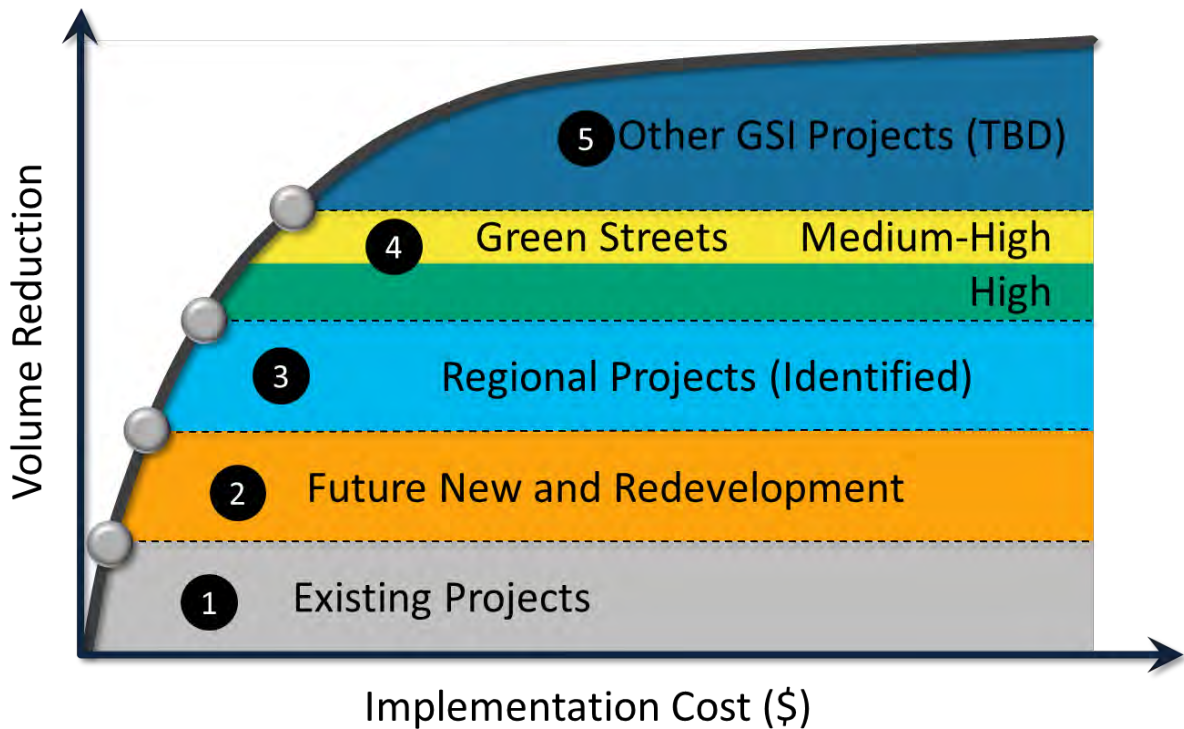 Volume Reduction
5 Other GSI Projects (TBD)
4 Green Streets Medium-High
High
3 Regional Projects (Identified)
2 Future New and Redevelopment
1 Existing Projects
Implementation Cost ($)